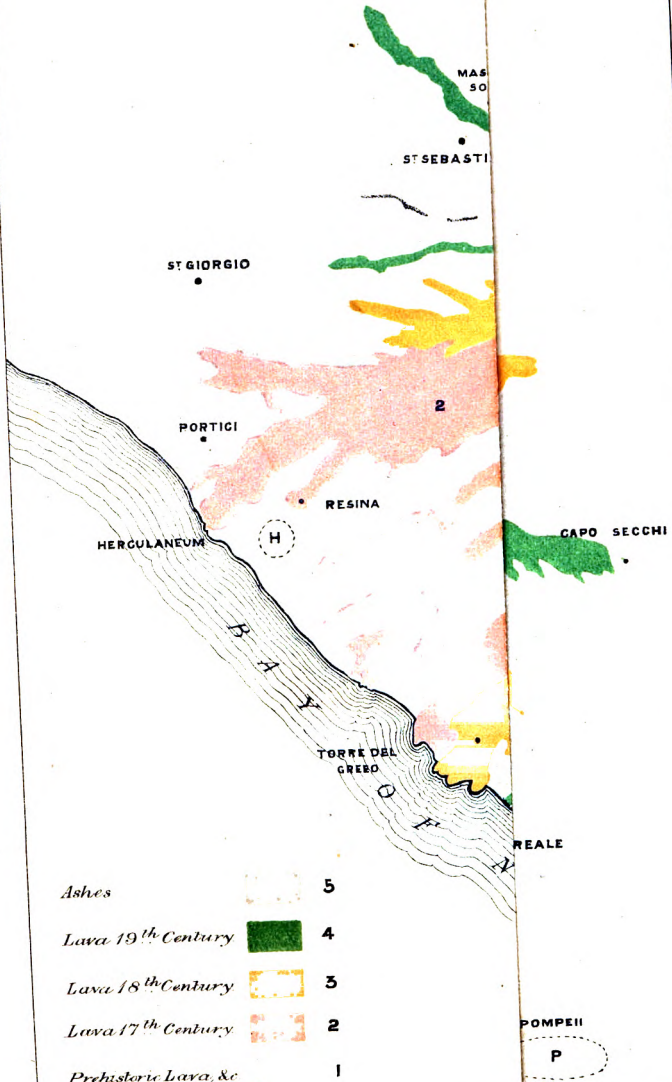 MAS
SO
ST SEBASTI
ST GIORGIO
2
PORTICI
RESINA
HERCULANEUM
H
CAPO SECCHI
BAY
OF
N
TORRE DEL
GRECO
REALE
Ashes 5
Lava 19th Century 4
Lava 18th Century 3
Lava 17th Century 2
Prehistoric Lava, &c 1
POMPEII
P